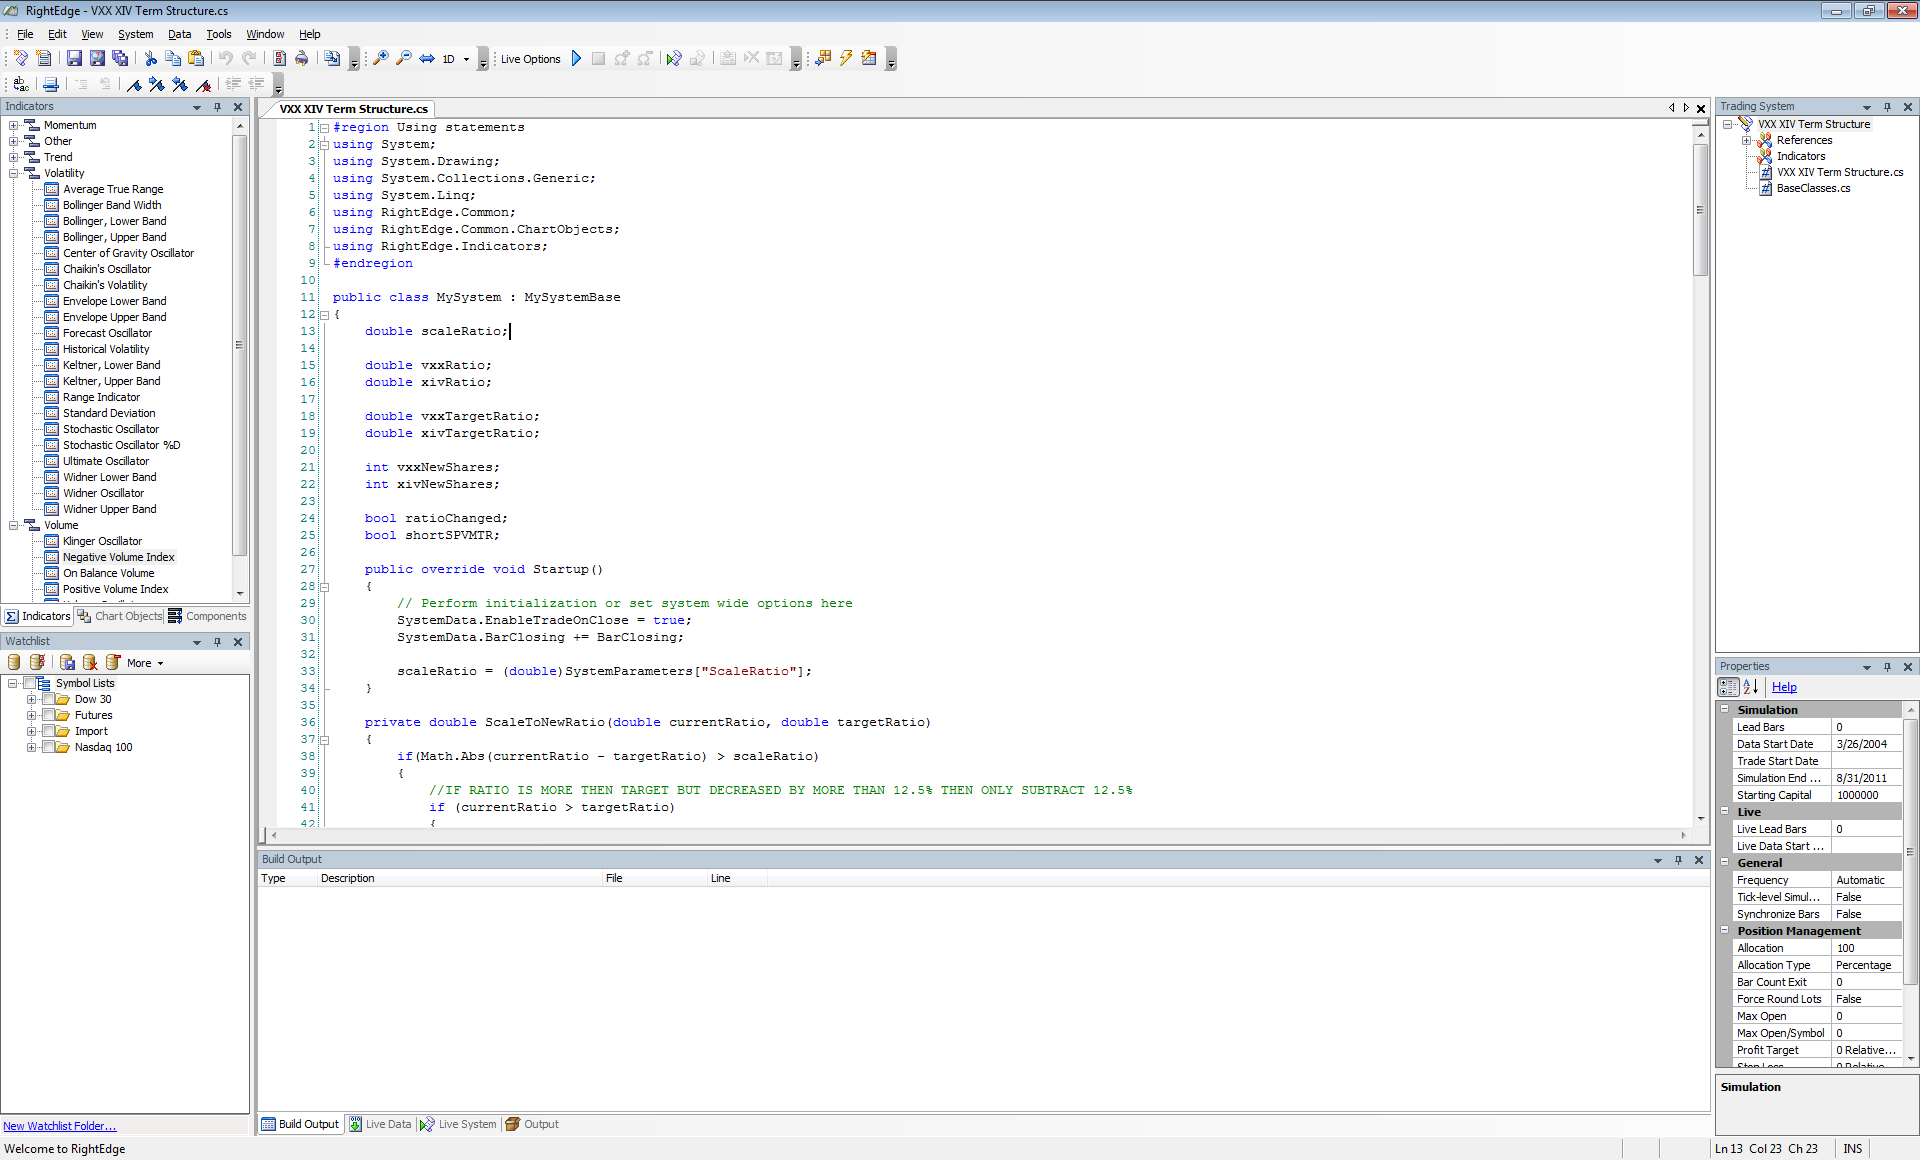 RightEdge - VXX XIV Term Structure.cs
File Edit View System Data Tools Window Help
1D Live Options
Indicators
Momentum
Other
Trend
Volatility
Average True Range
Bollinger Band Width
Bollinger, Lower Band
Bollinger, Upper Band
Center of Gravity Oscillator
Chaikin's Oscillator
Chaikin's Volatility
Envelope Lower Band
Envelope Upper Band
Forecast Oscillator
Historical Volatility
Keltner, Lower Band
Keltner, Upper Band
Range Indicator
Standard Deviation
Stochastic Oscillator
Stochastic Oscillator %D
Ultimate Oscillator
Widner Lower Band
Widner Oscillator
Widner Upper Band
Volume
Klinger Oscillator
Negative Volume Index
On Balance Volume
Positive Volume Index
Indicators Chart Objects Components
Watchlist
More
Symbol Lists
Dow 30
Futures
Import
Nasdaq 100
New Watchlist Folder...
VXX XIV Term Structure.cs
1 #region Using statements
2 using System;
3 using System.Drawing;
4 using System.Collections.Generic;
5 using System.Linq;
6 using RightEdge.Common;
7 using RightEdge.Common.ChartObjects;
8 using RightEdge.Indicators;
9 #endregion
10
11 public class MySystem : MySystemBase
12 {
13 double scaleRatio;
14
15 double vxxRatio;
16 double xivRatio;
17
18 double vxxTargetRatio;
19 double xivTargetRatio;
20
21 int vxxNewShares;
22 int xivNewShares;
23
24 bool ratioChanged;
25 bool shortSPVMTR;
26
27 public override void Startup()
28 {
29 // Perform initialization or set system wide options here
30 SystemData.EnableTradeOnClose = true;
31 SystemData.BarClosing += BarClosing;
32
33 scaleRatio = (double)SystemParameters["ScaleRatio"];
34 }
35
36 private double ScaleToNewRatio(double currentRatio, double targetRatio)
37 {
38 if(Math.Abs(currentRatio - targetRatio) > scaleRatio)
39 {
40 //IF RATIO IS MORE THEN TARGET BUT DECREASED BY MORE THAN 12.5% THEN ONLY SUBTRACT 12.5%
41 if (currentRatio > targetRatio)
42 {
Build Output
Type Description File Line
Build Output Live Data Live System Output
Trading System
VXX XIV Term Structure
References
Indicators
VXX XIV Term Structure.cs
BaseClasses.cs
Properties
Help
Simulation
Lead Bars 0
Data Start Date 3/26/2004
Trade Start Date
Simulation End ... 8/31/2011
Starting Capital 1000000
Live
Live Lead Bars 0
Live Data Start ...
General
Frequency Automatic
Tick-level Simul... False
Synchronize Bars False
Position Management
Allocation 100
Allocation Type Percentage
Bar Count Exit 0
Force Round Lots False
Max Open 0
Max Open/Symbol 0
Profit Target 0 Relative...
Stop Loss 0 Relative...
Simulation
Welcome to RightEdge
Ln 13 Col 23 Ch 23 INS